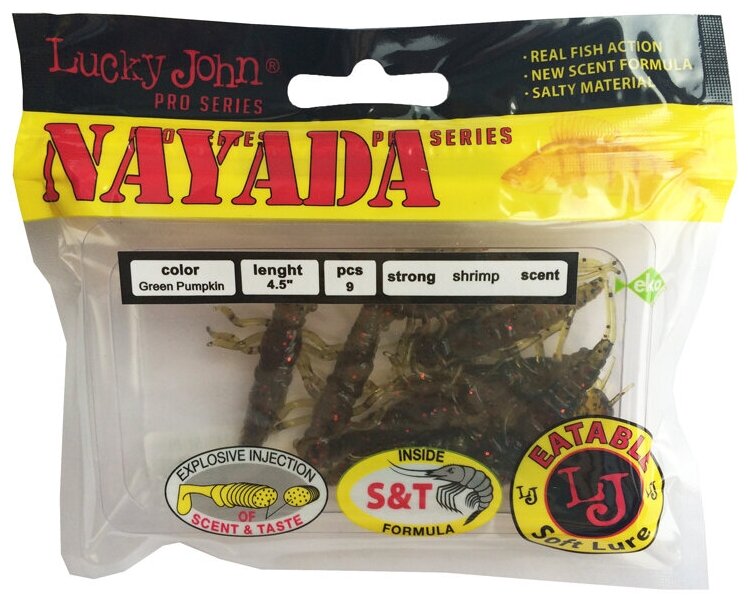 Lucky John®
PRO SERIES
· REAL FISH ACTION
· NEW SCENT FORMULA
· SALTY MATERIAL
PRO SERIES
NAYADA
color
Green Pumpkin
lenght
4.5"
pcs
9
strong shrimp scent
eko
EXPLOSIVE INJECTION
OF
SCENT & TASTE
INSIDE
S&T
FORMULA
EATABLE
LJ
LJ
LJ
Soft Lure